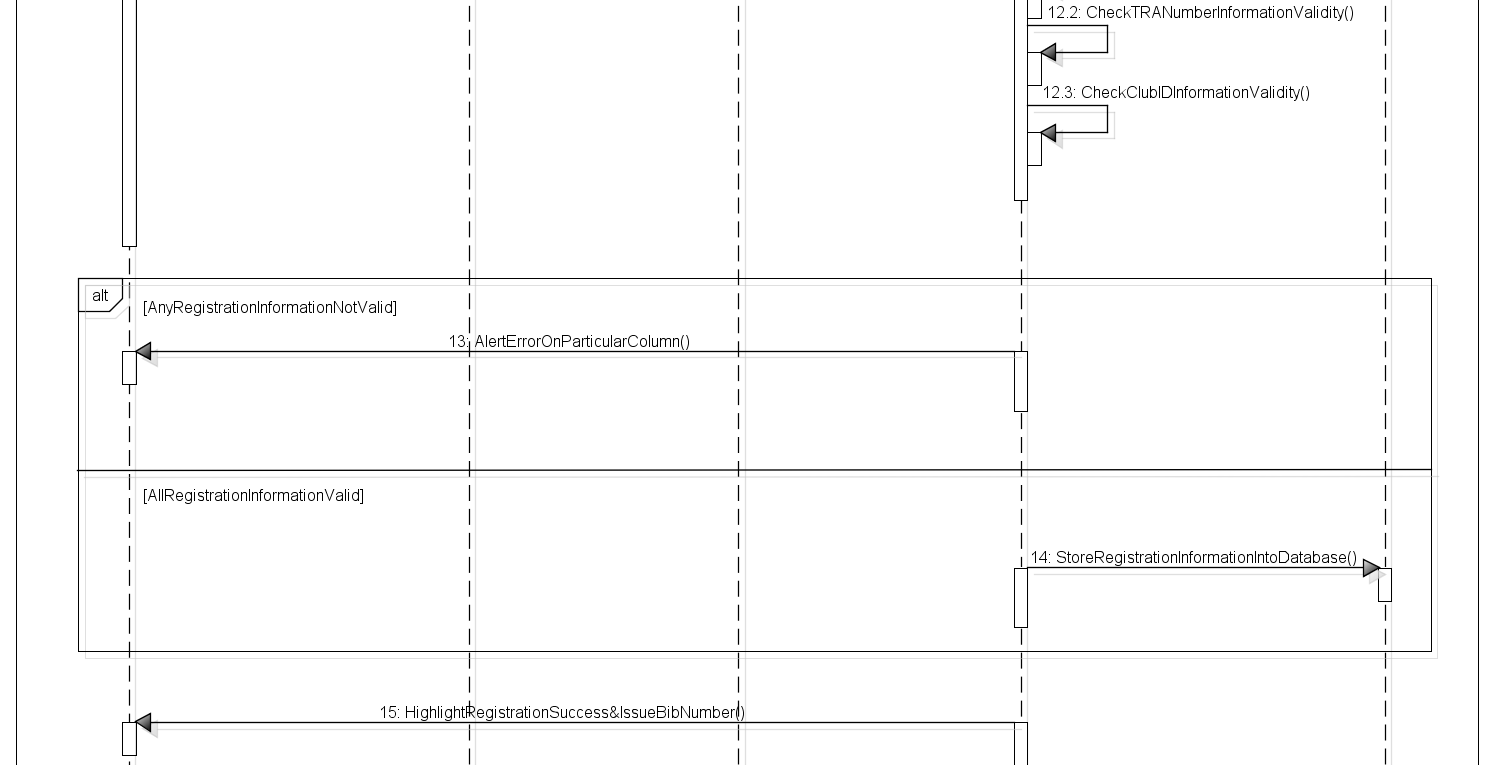 12.2: CheckTRANumberInformationValidity()
12.3: CheckClubIDInformationValidity()
alt
[AnyRegistrationInformationNotValid]
13: AlertErrorOnParticularColumn()
[AllRegistrationInformationValid]
14: StoreRegistrationInformationIntoDatabase()
15: HighlightRegistrationSuccess&IssueBibNumber()